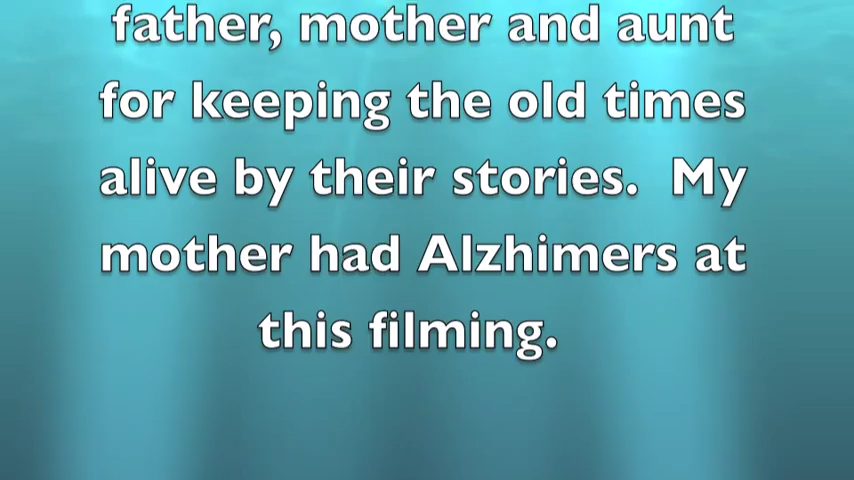 father, mother and aunt
for keeping the old times
alive by their stories.  My
mother had Alzhimers at
this filming.